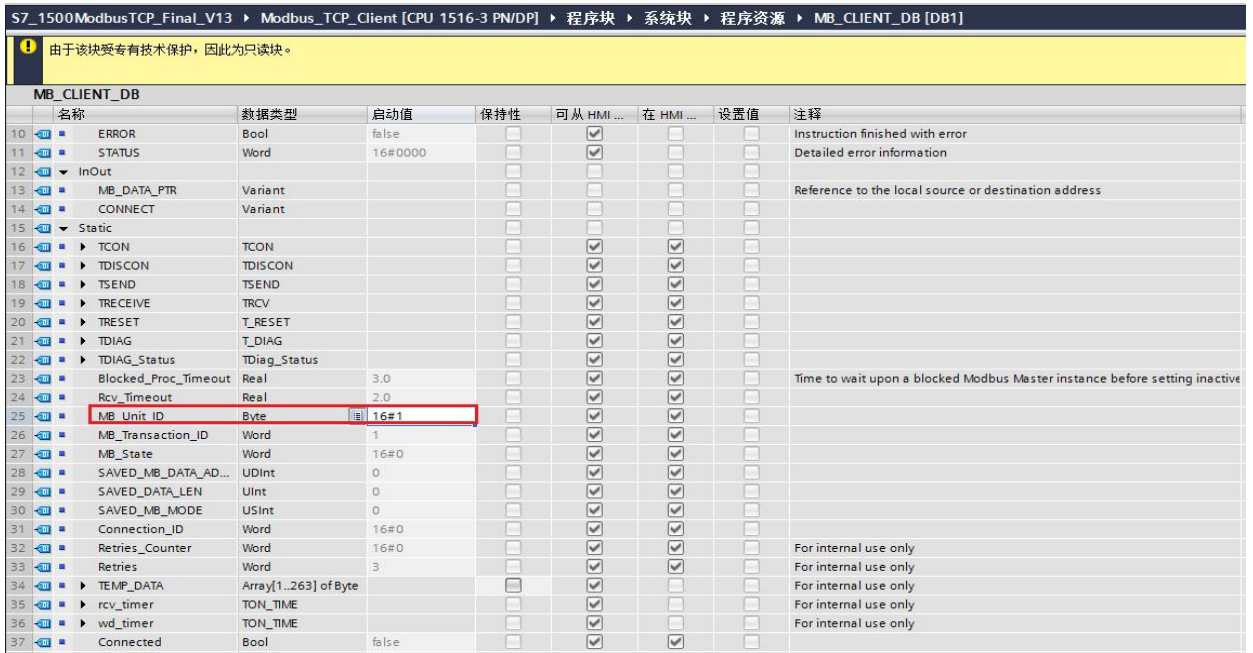 S7_1500ModbusTCP_Final_V13 ▸ Modbus_TCP_Client [CPU 1516-3 PN/DP] ▸ 程序块 ▸ 系统块 ▸ 程序资源 ▸ MB_CLIENT_DB [DB1]
由于该块受专有技术保护，因此为只读块。
MB_CLIENT_DB
名称 数据类型 启动值 保持性 可从 HMI ... 在 HMI ... 设置值 注释
10 ERROR Bool false Instruction finished with error
11 STATUS Word 16#0000 Detailed error information
12 InOut
13 MB_DATA_PTR Variant Reference to the local source or destination address
14 CONNECT Variant
15 Static
16 TCON TCON
17 TDISCON TDISCON
18 TSEND TSEND
19 TRECEIVE TRCV
20 TRESET T_RESET
21 TDIAG T_DIAG
22 TDIAG_Status TDiag_Status
23 Blocked_Proc_Timeout Real 3.0 Time to wait upon a blocked Modbus Master instance before setting inactive
24 Rcv_Timeout Real 2.0
25 MB_Unit_ID Byte 16#1
26 MB_Transaction_ID Word 1
27 MB_State Word 16#0
28 SAVED_MB_DATA_AD... UDInt 0
29 SAVED_DATA_LEN UInt 0
30 SAVED_MB_MODE USInt 0
31 Connection_ID Word 16#0
32 Retries_Counter Word 16#0 For internal use only
33 Retries Word 3 For internal use only
34 TEMP_DATA Array[1..263] of Byte For internal use only
35 rcv_timer TON_TIME For internal use only
36 wd_timer TON_TIME For internal use only
37 Connected Bool false